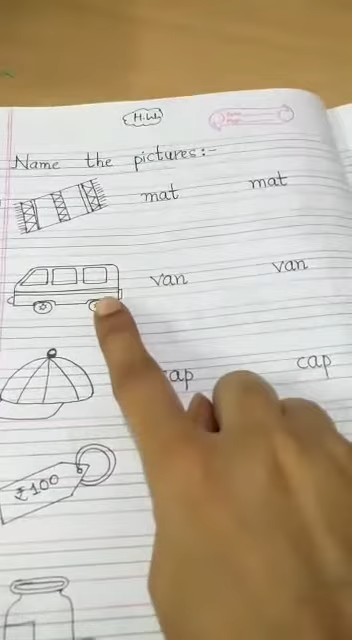 H.W.
Name the pictures:-
mat mat
van van
cap cap
₹100